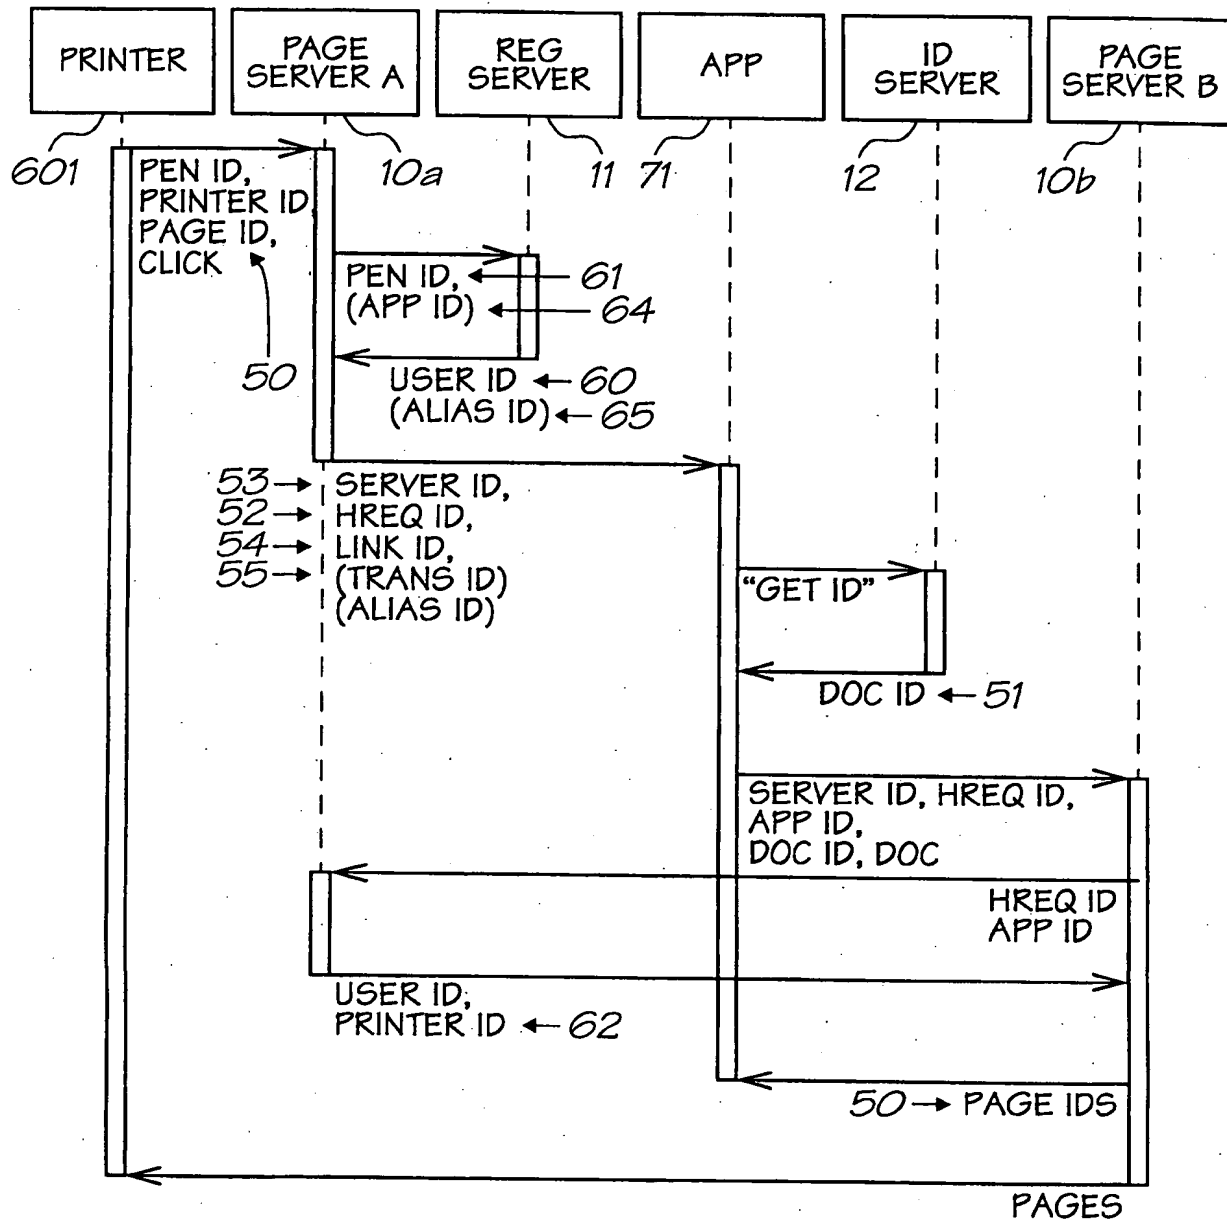 PRINTER
PAGE
SERVER A
REG
SERVER
APP
ID
SERVER
PAGE
SERVER B
601
10a
11
71
12
10b
PEN ID,
PRINTER ID
PAGE ID,
CLICK
50
PEN ID,
61
(APP ID)
64
USER ID
60
(ALIAS ID)
65
53
SERVER ID,
52
HREQ ID,
54
LINK ID,
55
(TRANS ID)
(ALIAS ID)
“GET ID”
DOC ID
51
SERVER ID, HREQ ID,
APP ID,
DOC ID, DOC
HREQ ID
APP ID
USER ID,
PRINTER ID
62
50
PAGE IDS
PAGES